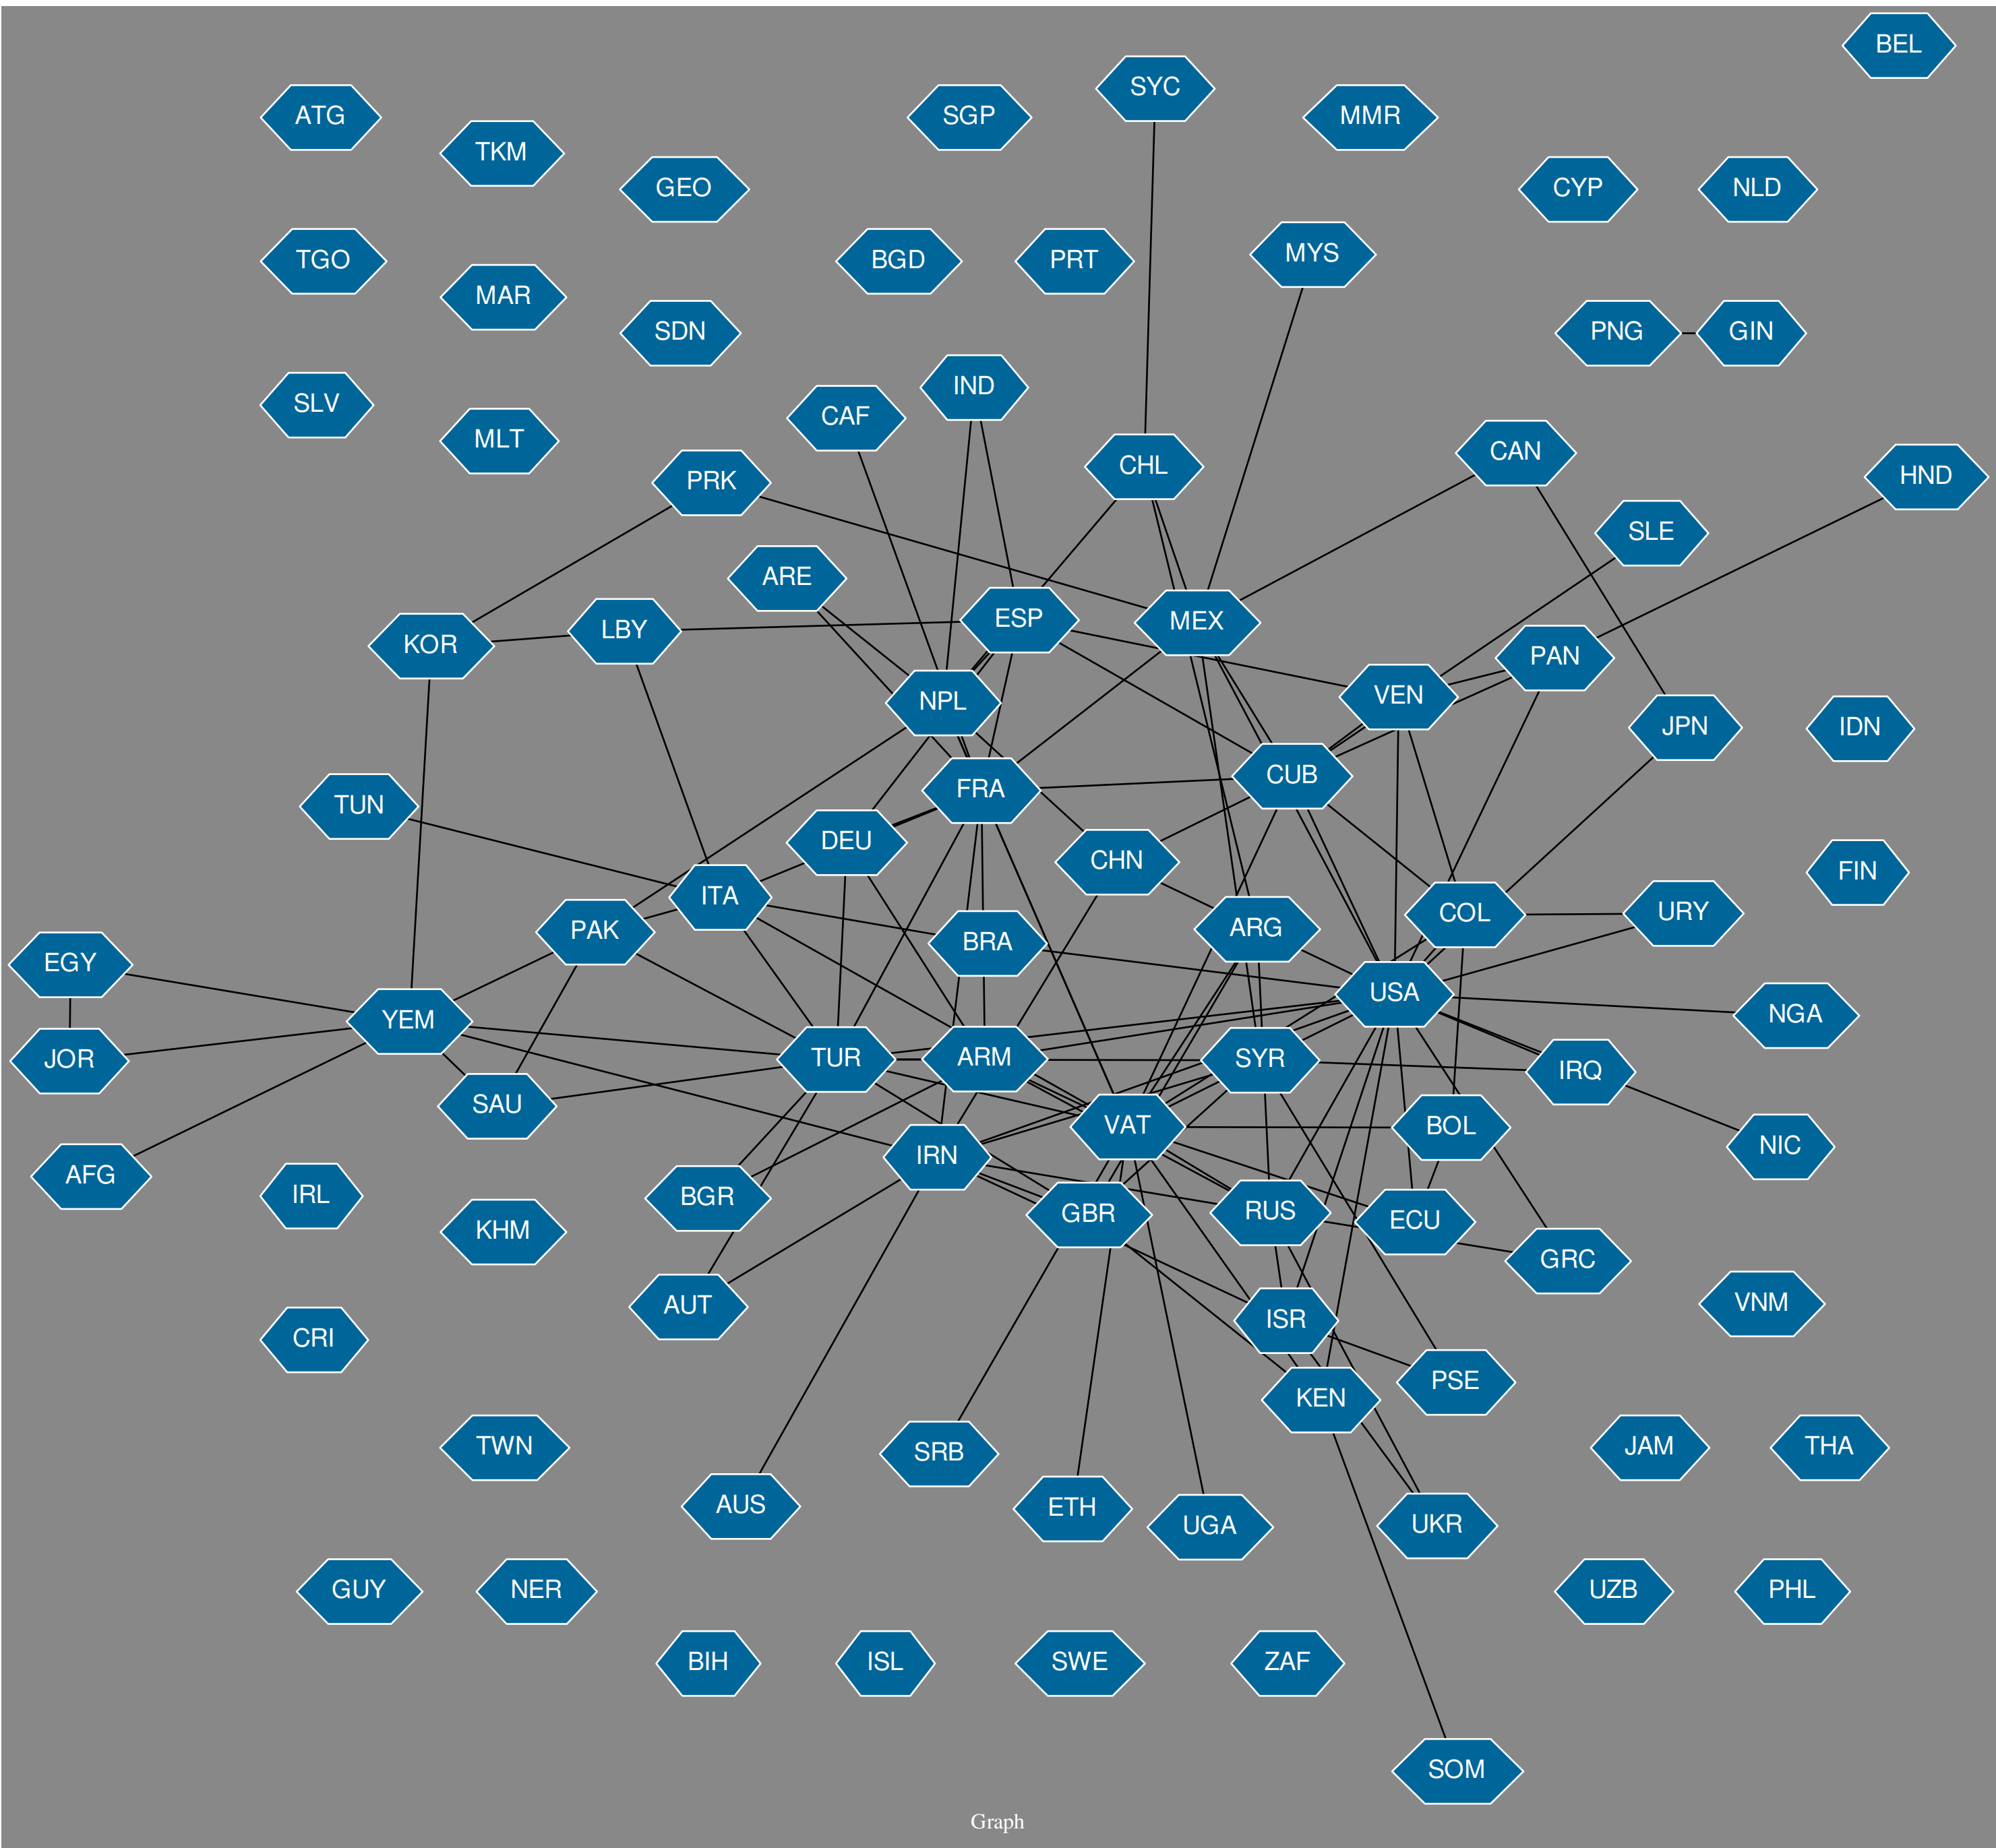 BEL
SYC
ATG
SGP
MMR
TKM
GEO
CYP
NLD
MYS
TGO
BGD
PRT
MAR
SDN
PNG
GIN
IND
SLV
CAF
MLT
CAN
CHL
PRK
HND
SLE
ARE
ESP
MEX
LBY
KOR
PAN
VEN
NPL
JPN
IDN
CUB
FRA
TUN
DEU
CHN
FIN
ITA
COL
URY
ARG
PAK
BRA
EGY
USA
NGA
YEM
JOR
TUR
ARM
SYR
IRQ
SAU
VAT
BOL
NIC
IRN
AFG
IRL
BGR
GBR
RUS
ECU
KHM
GRC
VNM
AUT
ISR
CRI
PSE
KEN
TWN
SRB
JAM
THA
AUS
ETH
UGA
UKR
GUY
NER
UZB
PHL
BIH
ISL
SWE
ZAF
SOM
Graph